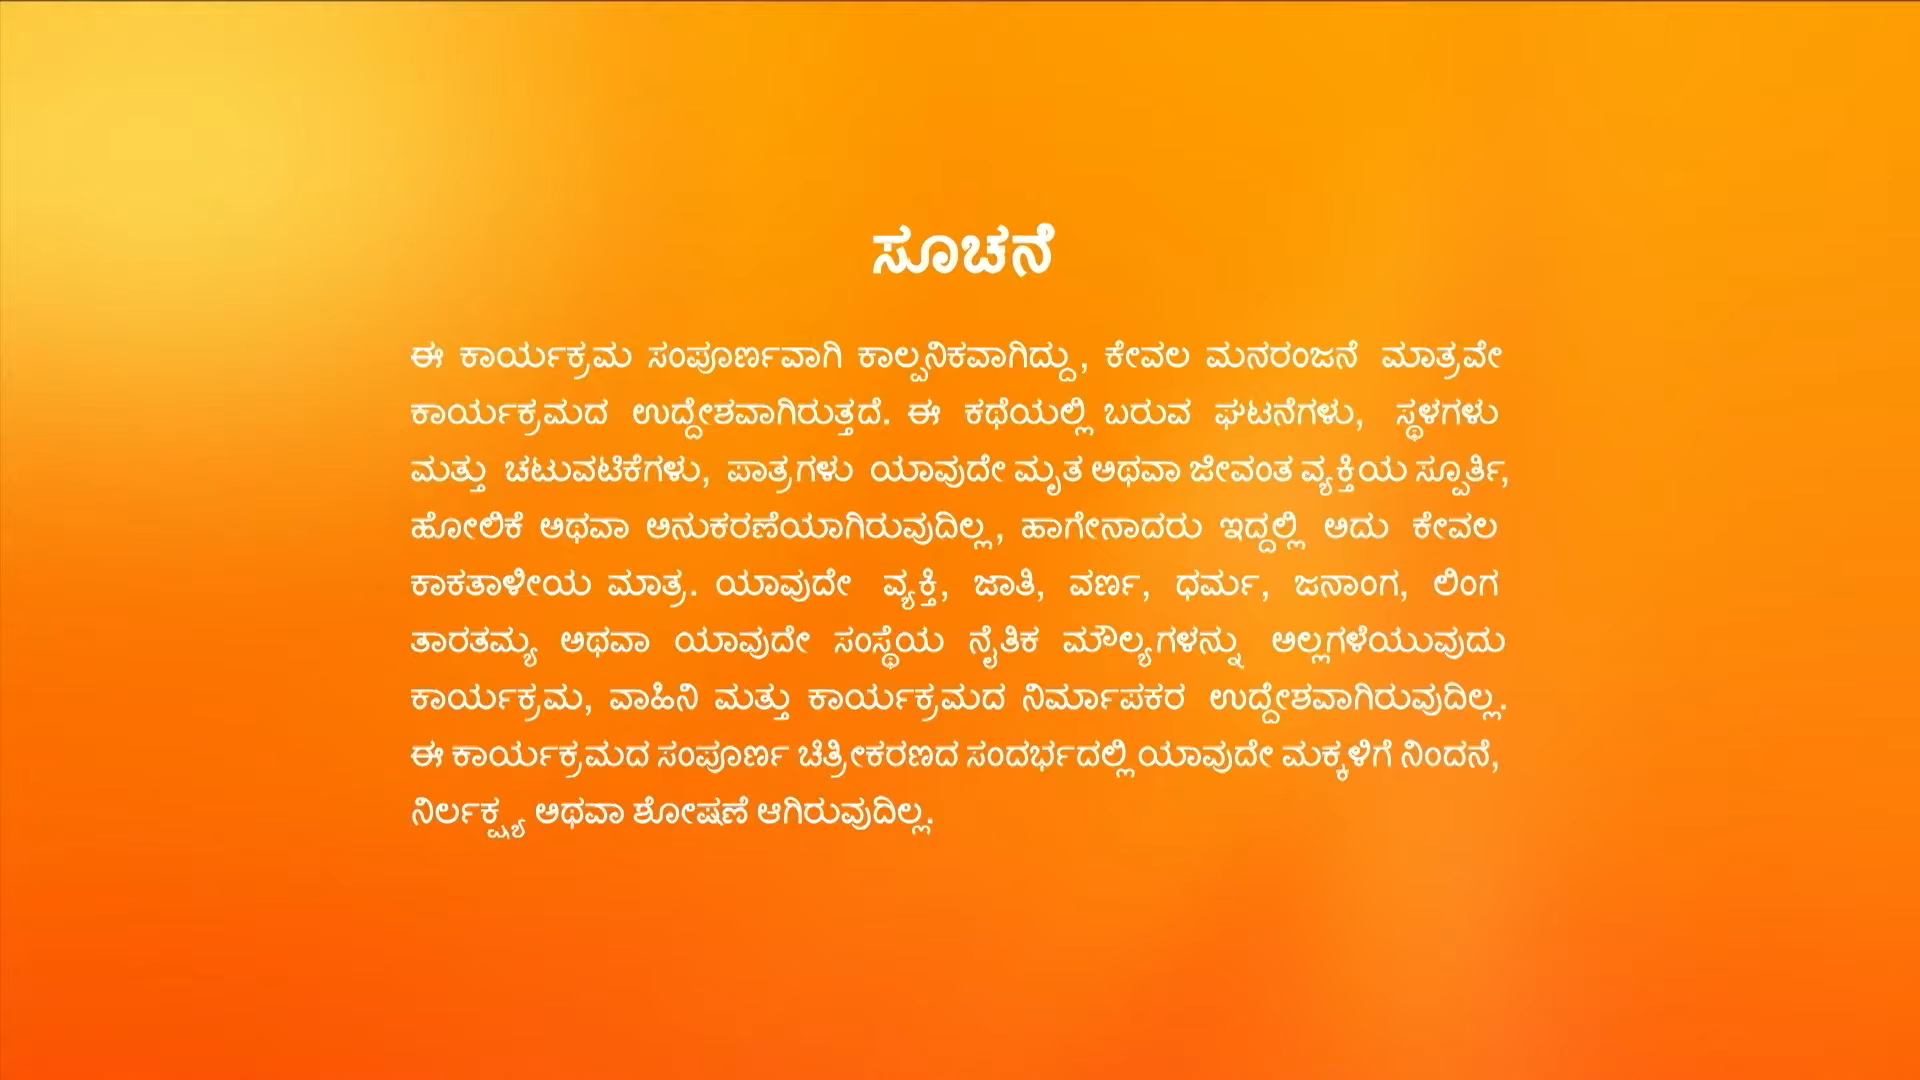 ಸೂಚನೆ
ಈ ಕಾರ್ಯಕ್ರಮ ಸಂಪೂರ್ಣವಾಗಿ ಕಾಲ್ಪನಿಕವಾಗಿದ್ದು, ಕೇವಲ ಮನರಂಜನೆ ಮಾತ್ರವೇ
ಕಾರ್ಯಕ್ರಮದ ಉದ್ದೇಶವಾಗಿರುತ್ತದೆ. ಈ ಕಥೆಯಲ್ಲಿ ಬರುವ ಘಟನೆಗಳು, ಸ್ಥಳಗಳು
ಮತ್ತು ಚಟುವಟಿಕೆಗಳು, ಪಾತ್ರಗಳು ಯಾವುದೇ ಮೃತ ಅಥವಾ ಜೀವಂತ ವ್ಯಕ್ತಿಯ ಸ್ಪೂರ್ತಿ,
ಹೋಲಿಕೆ ಅಥವಾ ಅನುಕರಣೆಯಾಗಿರುವುದಿಲ್ಲ, ಹಾಗೇನಾದರು ಇದ್ದಲ್ಲಿ ಅದು ಕೇವಲ
ಕಾಕತಾಳೀಯ ಮಾತ್ರ. ಯಾವುದೇ ವ್ಯಕ್ತಿ, ಜಾತಿ, ವರ್ಣ, ಧರ್ಮ, ಜನಾಂಗ, ಲಿಂಗ
ತಾರತಮ್ಯ ಅಥವಾ ಯಾವುದೇ ಸಂಸ್ಥೆಯ ನೈತಿಕ ಮೌಲ್ಯಗಳನ್ನು ಅಲ್ಲಗಳೆಯುವುದು
ಕಾರ್ಯಕ್ರಮ, ವಾಹಿನಿ ಮತ್ತು ಕಾರ್ಯಕ್ರಮದ ನಿರ್ಮಾಪಕರ ಉದ್ದೇಶವಾಗಿರುವುದಿಲ್ಲ.
ಈ ಕಾರ್ಯಕ್ರಮದ ಸಂಪೂರ್ಣ ಚಿತ್ರೀಕರಣದ ಸಂದರ್ಭದಲ್ಲಿ ಯಾವುದೇ ಮಕ್ಕಳಿಗೆ ನಿಂದನೆ,
ನಿರ್ಲಕ್ಷ್ಯ ಅಥವಾ ಶೋಷಣೆ ಆಗಿರುವುದಿಲ್ಲ.